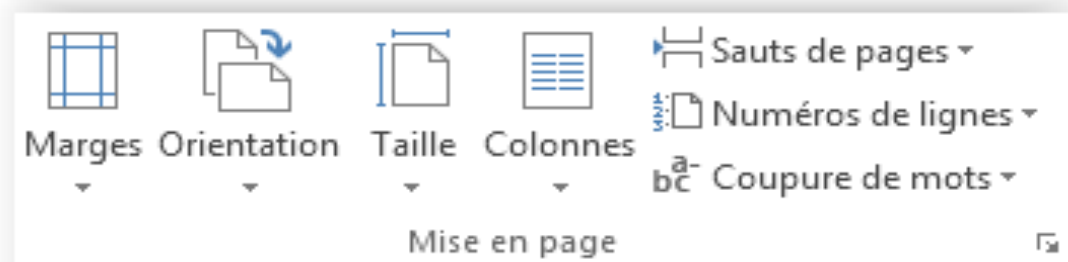 Marges Orientation Taille Colonnes
Sauts de pages
Numéros de lignes
Coupure de mots
Mise en page